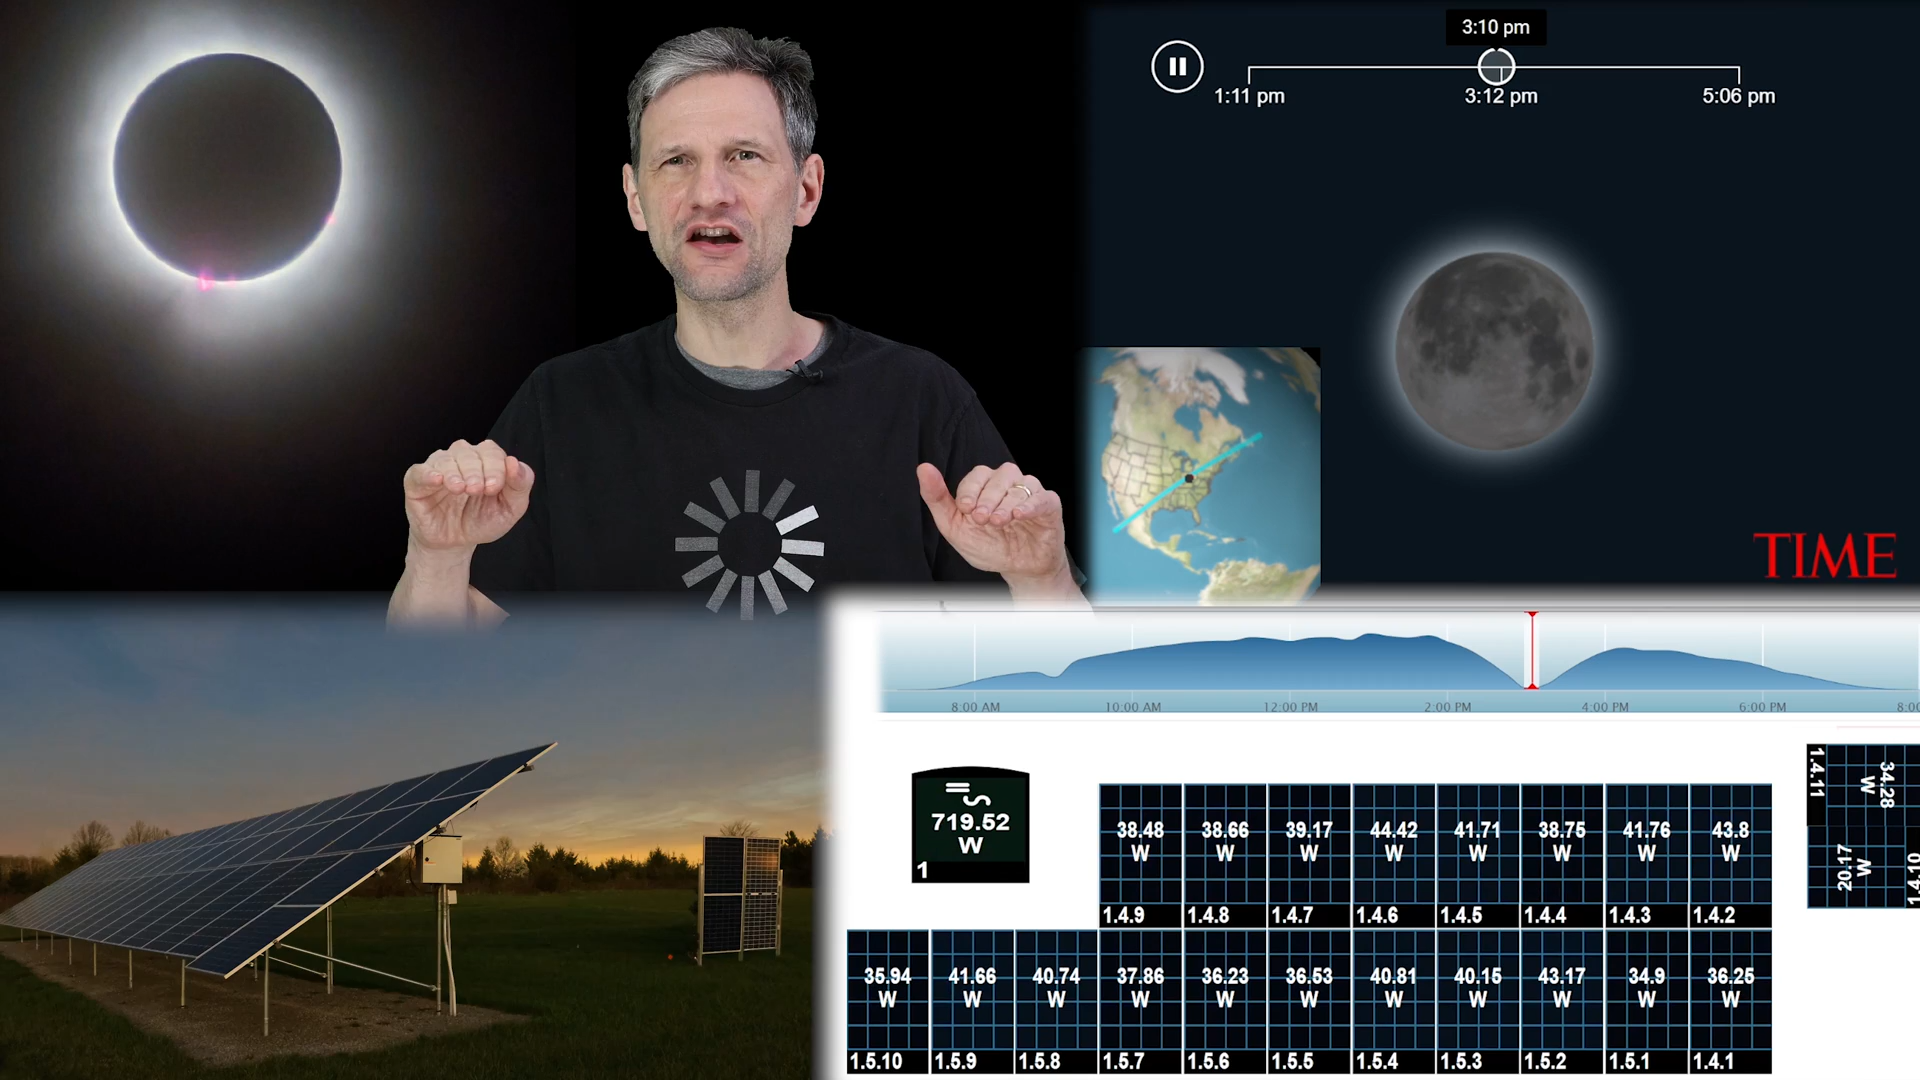 3:10 pm
1:11 pm
3:12 pm
5:06 pm
TIME
8:00 AM
10:00 AM
12:00 PM
2:00 PM
4:00 PM
6:00 PM
719.52
W
1
38.48
W
1.4.9
38.66
W
1.4.8
39.17
W
1.4.7
44.42
W
1.4.6
41.71
W
1.4.5
38.75
W
1.4.4
41.76
W
1.4.3
43.8
W
1.4.2
1.4.11
34.28
W
20.17
W
1.4.10
35.94
W
1.5.10
41.66
W
1.5.9
40.74
W
1.5.8
37.86
W
1.5.7
36.23
W
1.5.6
36.53
W
1.5.5
40.81
W
1.5.4
40.15
W
1.5.3
43.17
W
1.5.2
34.9
W
1.5.1
36.25
W
1.4.1